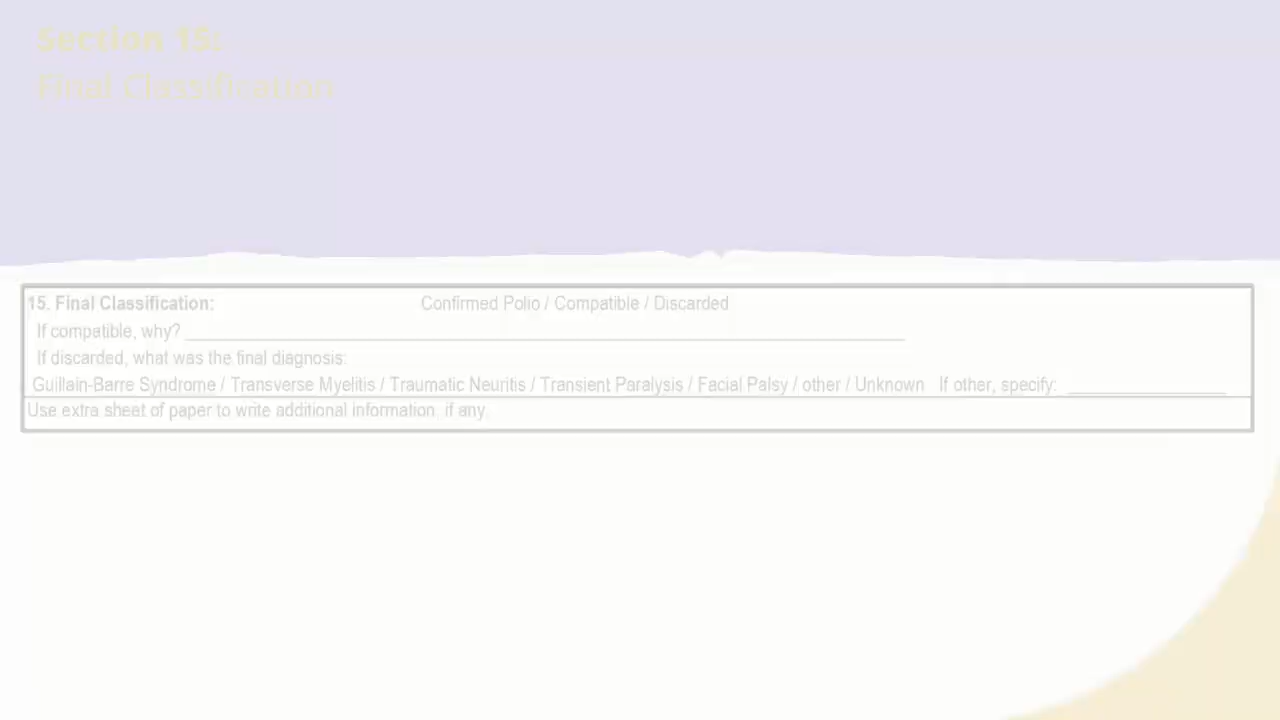 Section 15:
Final Classification
15. Final Classification: Confirmed Polio / Compatible / Discarded
If compatible, why? ____
If discarded, what was the final diagnosis:
Guillain-Barre Syndrome / Transverse Myelitis / Traumatic Neuritis / Transient Paralysis / Facial Palsy / other / Unknown If other, specify: ____
Use extra sheet of paper to write additional information, if any.